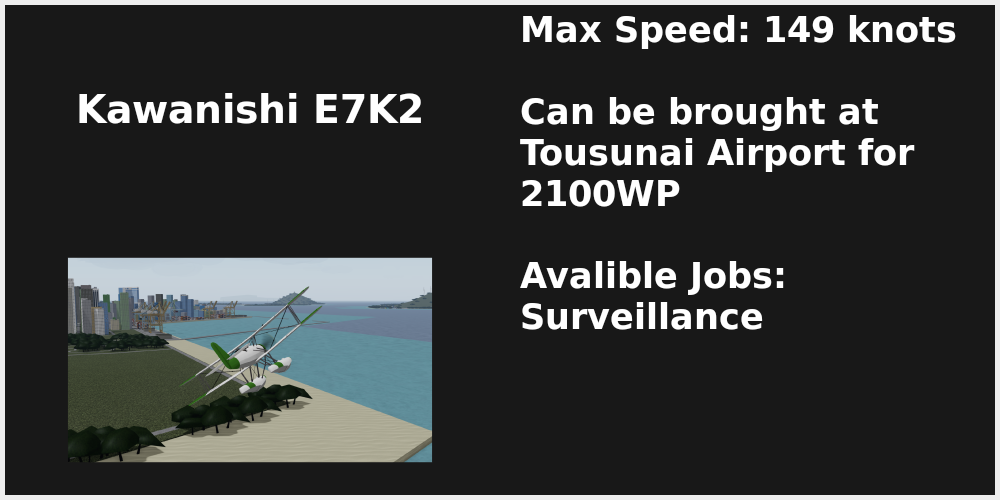 Kawanishi E7K2
Max Speed: 149 knots
Can be brought at
Tousunai Airport for
2100WP
Avalible Jobs:
Surveillance